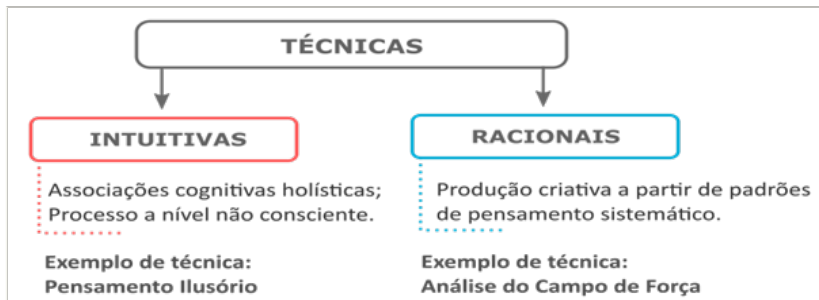 TÉCNICAS
INTUITIVAS
Associações cognitivas holísticas;
Processo a nível não consciente.
Exemplo de técnica:
Pensamento Ilusório
RACIONAIS
Produção criativa a partir de padrões
de pensamento sistemático.
Exemplo de técnica:
Análise do Campo de Força